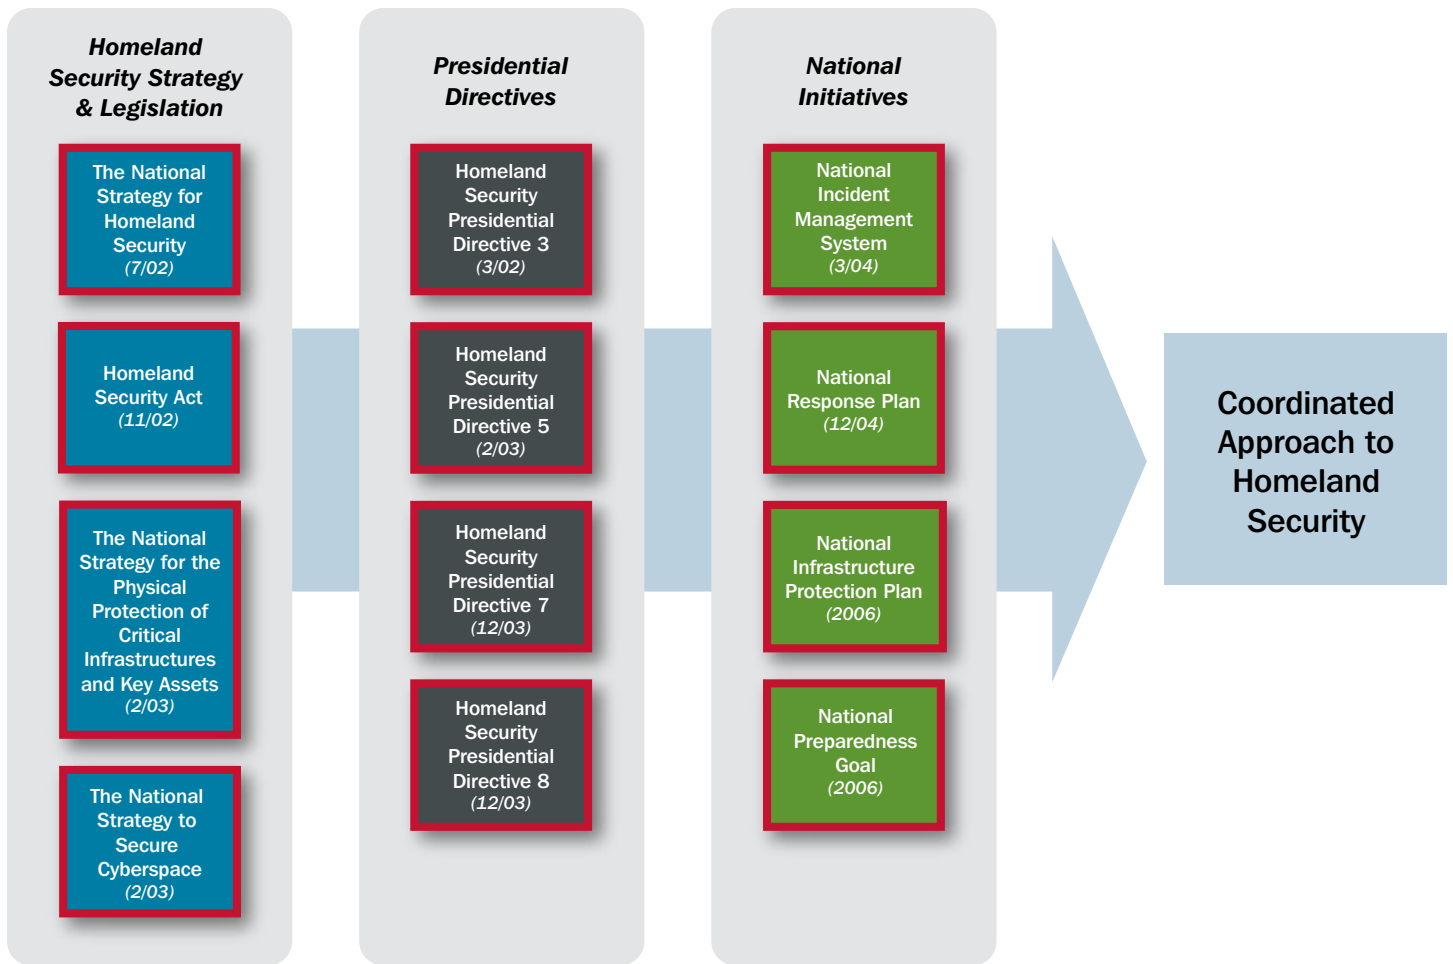 Homeland
Security Strategy
& Legislation
The National
Strategy for
Homeland
Security
(7/02)
Homeland
Security Act
(11/02)
The National
Strategy for the
Physical
Protection of
Critical
Infrastructures
and Key Assets
(2/03)
The National
Strategy to
Secure
Cyberspace
(2/03)
Presidential
Directives
Homeland
Security
Presidential
Directive 3
(3/02)
Homeland
Security
Presidential
Directive 5
(2/03)
Homeland
Security
Presidential
Directive 7
(12/03)
Homeland
Security
Presidential
Directive 8
(12/03)
National
Initiatives
National
Incident
Management
System
(3/04)
National
Response Plan
(12/04)
National
Infrastructure
Protection Plan
(2006)
National
Preparedness
Goal
(2006)
Coordinated
Approach to
Homeland
Security